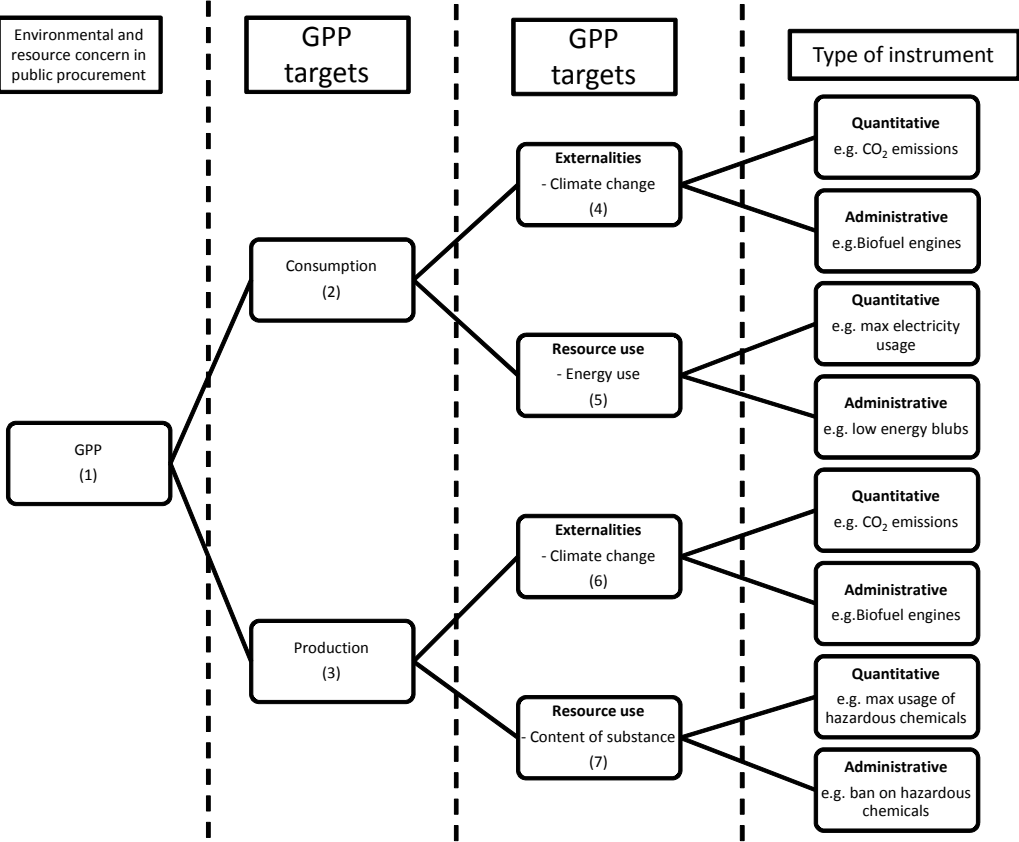 Environmental and
resource concern in
public procurement
GPP
targets
GPP
targets
Type of instrument
GPP
(1)
Consumption
(2)
Production
(3)
Externalities
- Climate change
(4)
Resource use
- Energy use
(5)
Externalities
- Climate change
(6)
Resource use
- Content of substance
(7)
Quantitative
e.g. CO₂ emissions
Administrative
e.g.Biofuel engines
Quantitative
e.g. max electricity
usage
Administrative
e.g. low energy blubs
Quantitative
e.g. CO₂ emissions
Administrative
e.g.Biofuel engines
Quantitative
e.g. max usage of
hazardous chemicals
Administrative
e.g. ban on hazardous
chemicals